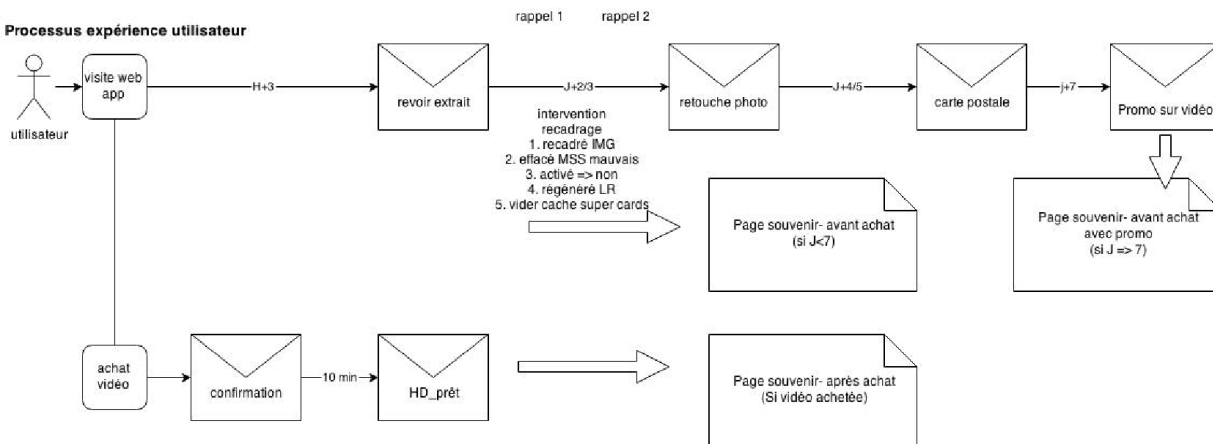 rappel 1
rappel 2
Processus expérience utilisateur
visite web
app
utilisateur
H+3
revoir extrait
J+2/3
retouche photo
J+4/5
carte postale
j+7
Promo sur vidéo
intervention
recadrage
1. recadré IMG
2. effacé MSS mauvais
3. activé => non
4. régénéré LR
5. vider cache super cards
Page souvenir- avant achat
(si J<7)
Page souvenir- avant achat
avec promo
(si J => 7)
achat
vidéo
confirmation
10 min
HD_prêt
Page souvenir- après achat
(Si vidéo achetée)